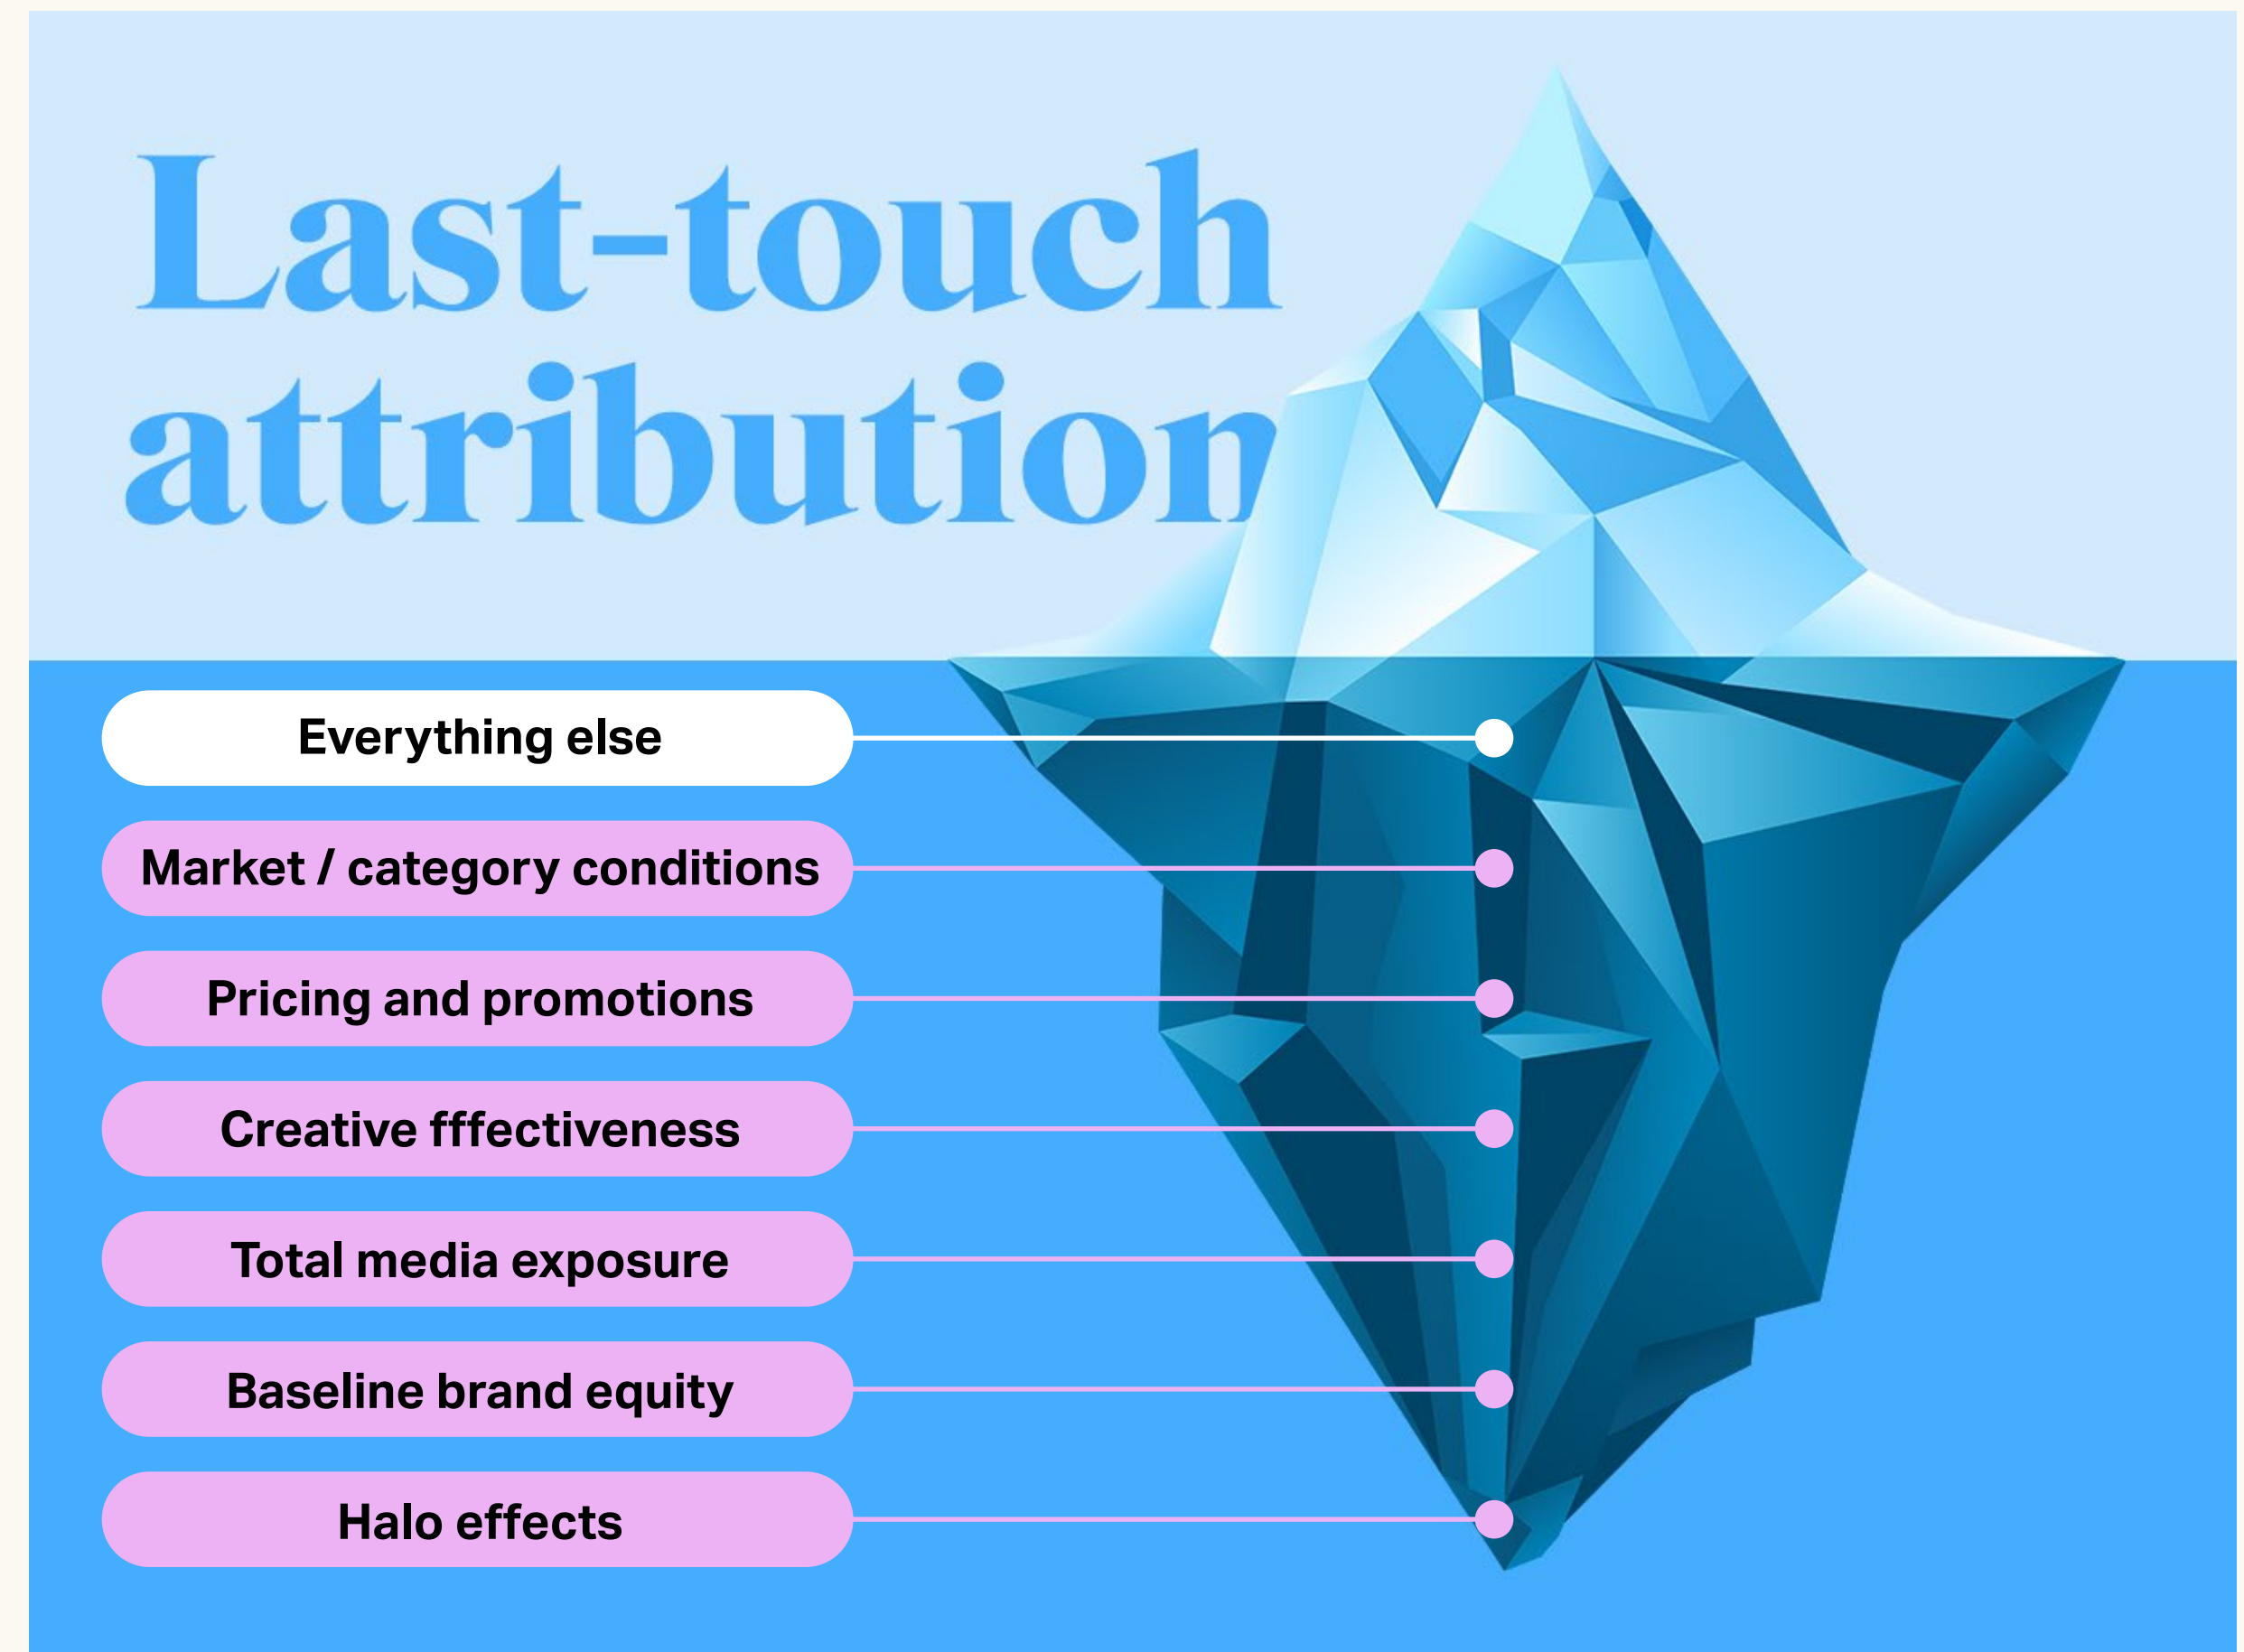 Last-touch
attribution
Everything else
Market / category conditions
Pricing and promotions
Creative fffectiveness
Total media exposure
Baseline brand equity
Halo effects